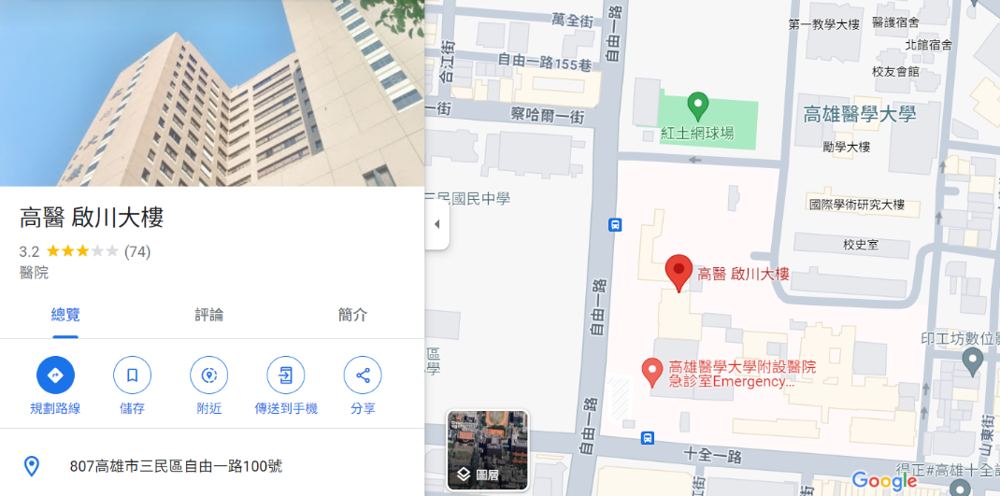 高醫 啟川大樓
3.2
(74)
醫院
總覽
評論
簡介
規劃路線
儲存
附近
傳送到手機
分享
807高雄市三民區自由一路100號
萬全街
自由一路
合江街
自由一路155巷
一街
察哈爾一街
紅土網球場
第一教學大樓
醫護宿舍
北館宿舍
校友會館
高雄醫學大學
勵學大樓
三民國民中學
國際學術研究大樓
校史室
高醫 啟川大樓
自由一路
印工坊數位
區
學
高雄醫學大學附設醫院
急診室Emergency...
自由一路
十全一路
山東街
得正#高雄十全
江街
圖層
Google